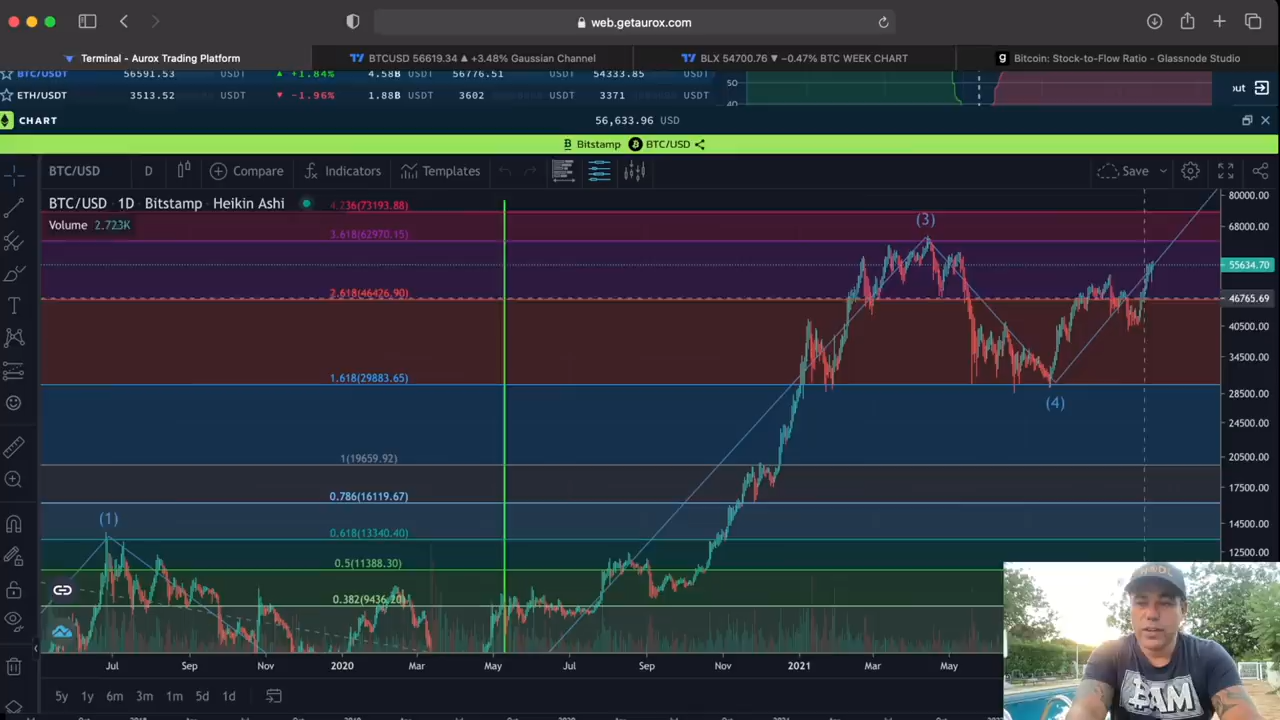 web.getaurox.com
Terminal - Aurox Trading Platform
BTCUSD 56619.34 ▲ +3.48% Gaussian Channel
BLX 54700.76 ▼ −0.47% BTC WEEK CHART
Bitcoin: Stock-to-Flow Ratio - Glassnode Studio
BTC/USDT 56591.53 USDT ▲ +1.84% 4.58B USDT 56776.51 USDT 54333.85 USDT
ETH/USDT 3513.52 USDT ▼ -1.96% 1.88B USDT 3602 USDT 3371 USDT
50
40
out
CHART
56,633.96 USD
Bitstamp BTC/USD
BTC/USD D Compare Indicators Templates Save
BTC/USD · 1D · Bitstamp · Heikin Ashi
Volume 2.723K
4.236(73193.88)
3.618(62970.15)
2.618(46426.90)
1.618(29883.65)
1(19659.92)
0.786(16119.67)
0.618(13340.40)
0.5(11388.30)
0.382(9436.20)
(1)
(3)
(4)
80000.00
68000.00
55634.70
46765.69
40500.00
34500.00
28500.00
24500.00
20500.00
17500.00
14500.00
12500.00
Jul Sep Nov 2020 Mar May Jul Sep Nov 2021 Mar May
5y 1y 6m 3m 1m 5d 1d